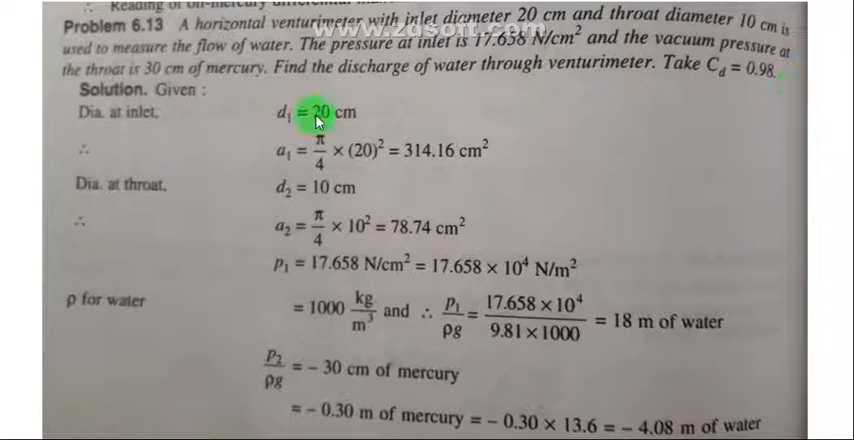 ∴ Reading of
www.zdsoft.com
Problem 6.13 A horizontal venturimeter with inlet diameter 20 cm and throat diameter 10 cm is
used to measure the flow of water. The pressure at inlet is 17.658 N/cm² and the vacuum pressure at
the throat is 30 cm of mercury. Find the discharge of water through venturimeter. Take C_d = 0.98.
Solution. Given :
Dia. at inlet, d₁ = 20 cm
∴ a₁ = π/4 × (20)² = 314.16 cm²
Dia. at throat, d₂ = 10 cm
∴ a₂ = π/4 × 10² = 78.74 cm²
p₁ = 17.658 N/cm² = 17.658 × 10⁴ N/m²
ρ for water = 1000 kg/m³ and ∴ p₁/ρg = 17.658 × 10⁴/9.81 × 1000 = 18 m of water
p₂/ρg = – 30 cm of mercury
= – 0.30 m of mercury = – 0.30 × 13.6 = – 4.08 m of water